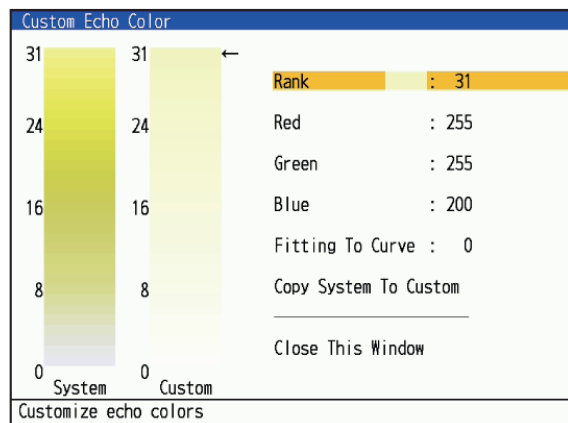 Custom Echo Color
31 31 ←
Rank : 31
24 24
Red : 255
Green : 255
16 16
Blue : 200
Fitting To Curve : 0
8 8
Copy System To Custom
Close This Window
0 0
System Custom
Customize echo colors